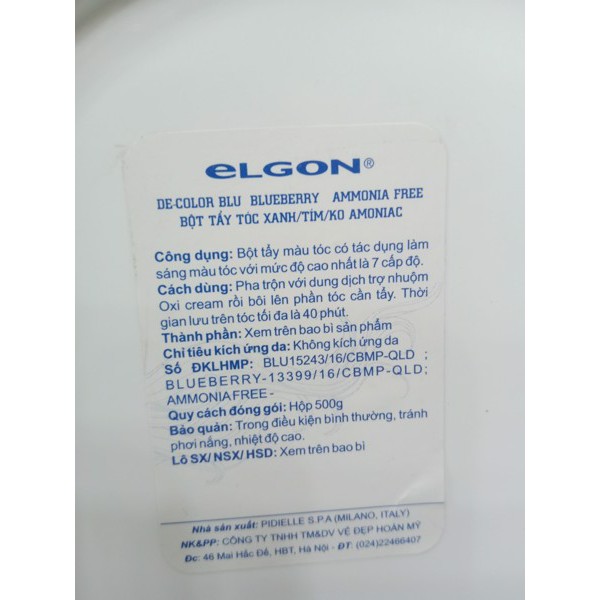 eLGON®
DE-COLOR BLU BLUEBERRY AMMONIA FREE
BỘT TẨY TÓC XANH/TÍM/KO AMONIAC
Công dụng: Bột tẩy màu tóc có tác dụng làm
sáng màu tóc với mức độ cao nhất là 7 cấp độ.
Cách dùng: Pha trộn với dung dịch trợ nhuộm
Oxi cream rồi bôi lên phần tóc cần tẩy. Thời
gian lưu trên tóc tối đa là 40 phút.
Thành phần: Xem trên bao bì sản phẩm
Chỉ tiêu kích ứng da: Không kích ứng da
Số ĐKLHMP: BLU15243/16/CBMP-QLD ;
BLUEBERRY-13399/16/CBMP-QLD;
AMMONIA FREE -
Quy cách đóng gói: Hộp 500g
Bảo quản: Trong điều kiện bình thường, tránh
phơi nắng, nhiệt độ cao.
Lô SX/ NSX/ HSD: Xem trên bao bì
Nhà sản xuất: PIDIELLE S.P.A (MILANO, ITALY)
NK&PP: CÔNG TY TNHH TM&DV VẺ ĐẸP HOÀN MỸ
Đc: 46 Mai Hắc Đế, HBT, Hà Nội - ĐT: (024)22466407